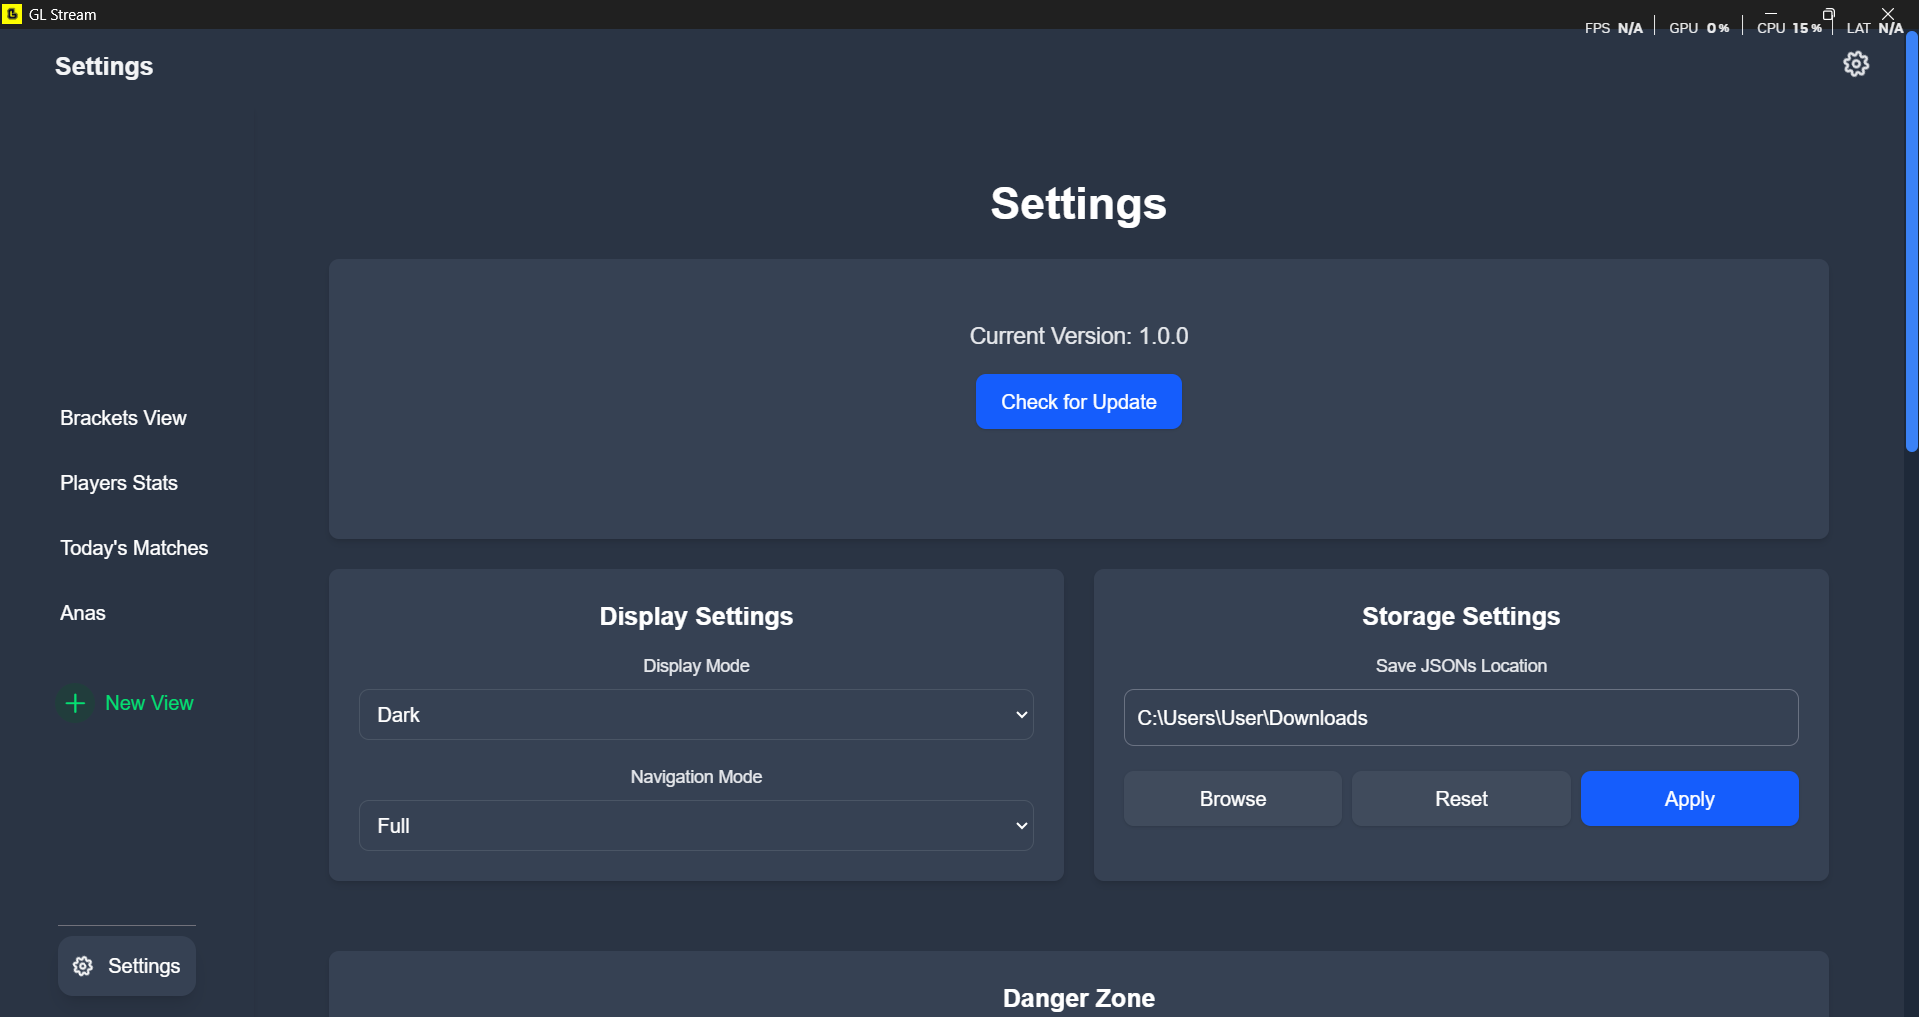 GL Stream
FPS N/A GPU 0% CPU 15% LAT N/A
Settings
Settings
Current Version: 1.0.0
Check for Update
Brackets View
Players Stats
Today's Matches
Anas
New View
Settings
Display Settings
Display Mode
Dark
Navigation Mode
Full
Storage Settings
Save JSONs Location
C:\Users\User\Downloads
Browse Reset Apply
Danger Zone